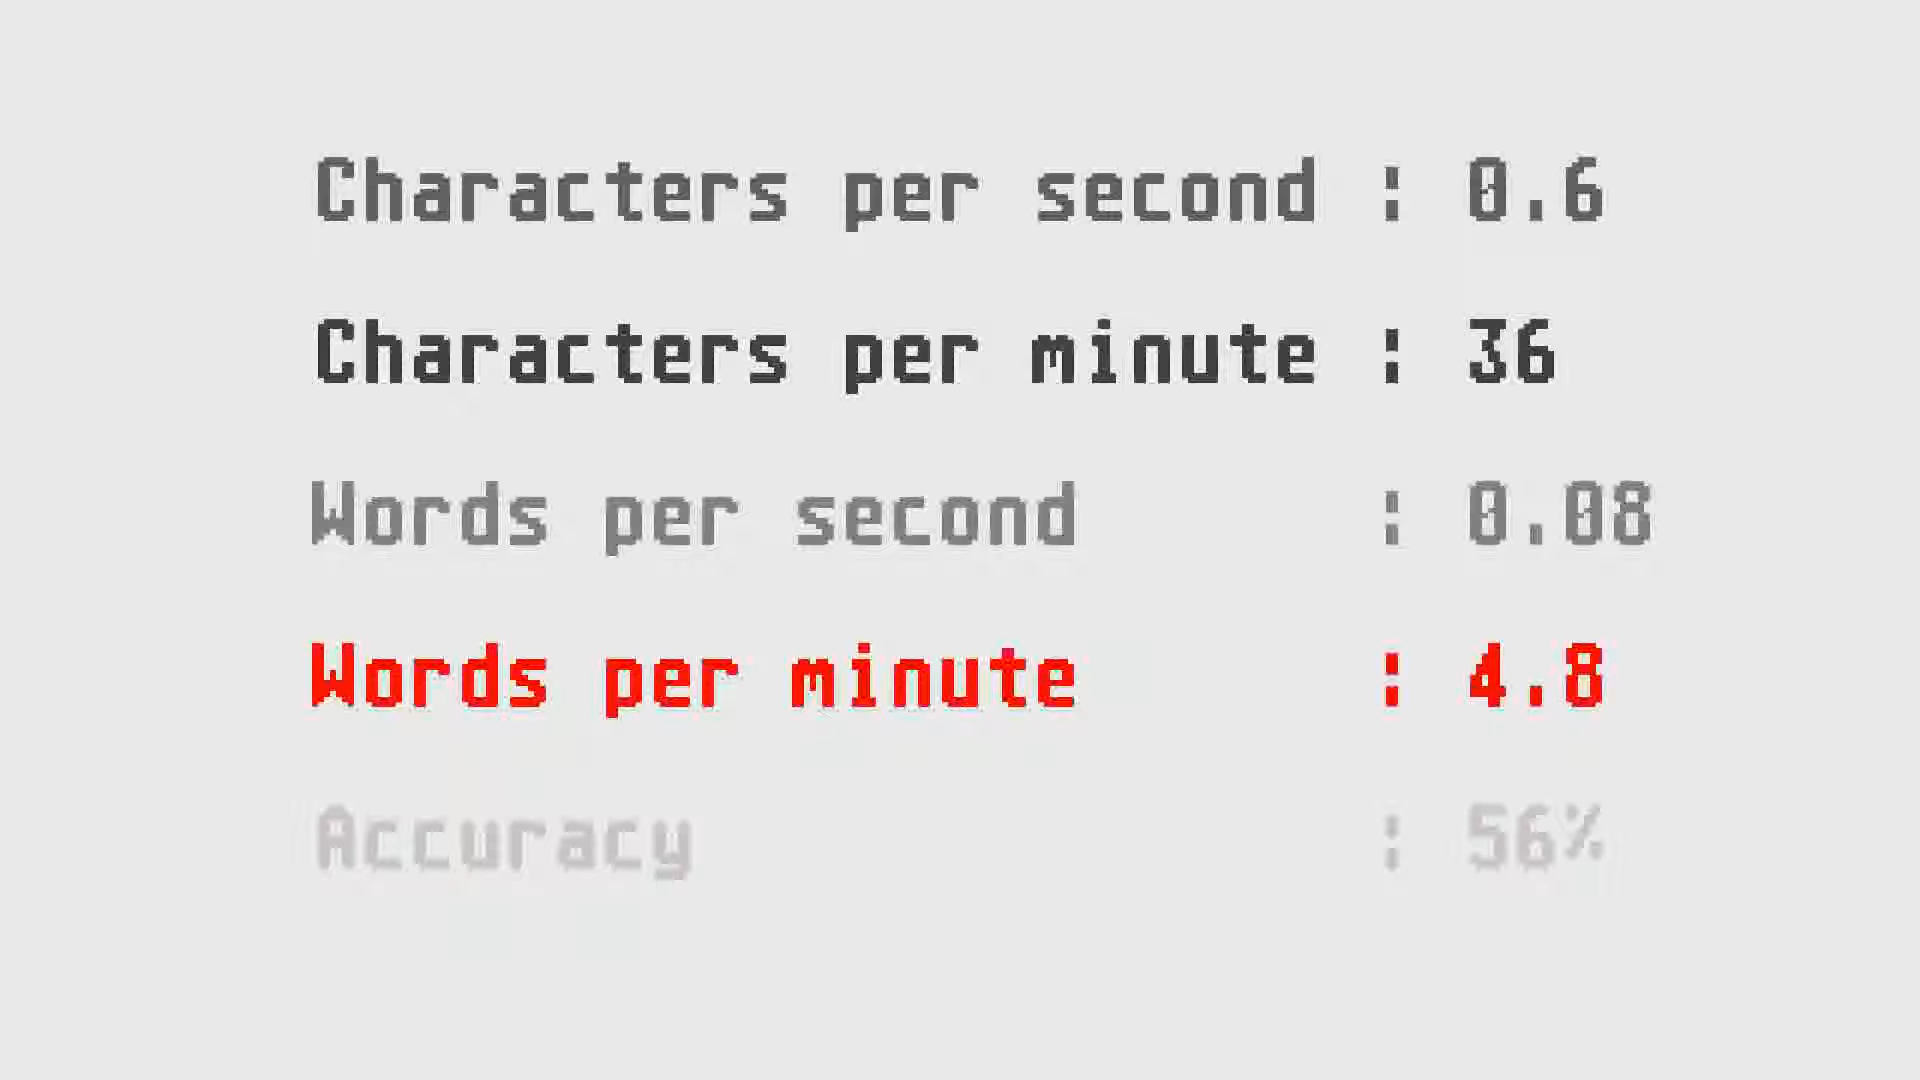 Characters per second : 0.6
Characters per minute : 36
Words per second : 0.08
Words per minute : 4.8
Accuracy : 56%